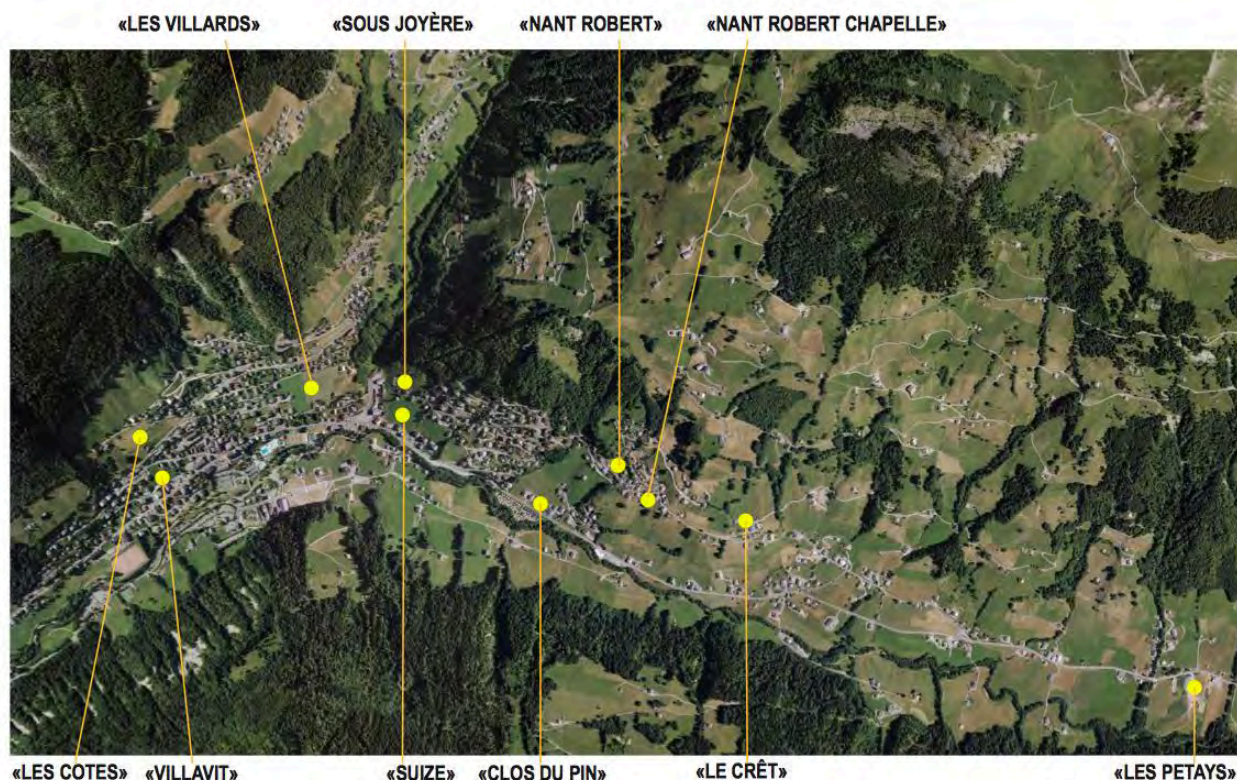 «LES VILLARDS» «SOUS JOYÈRE» «NANT ROBERT» «NANT ROBERT CHAPELLE»
«LES COTES» «VILLAVIT» «SUIZE» «CLOS DU PIN» «LE CRÊT» «LES PETAYS»